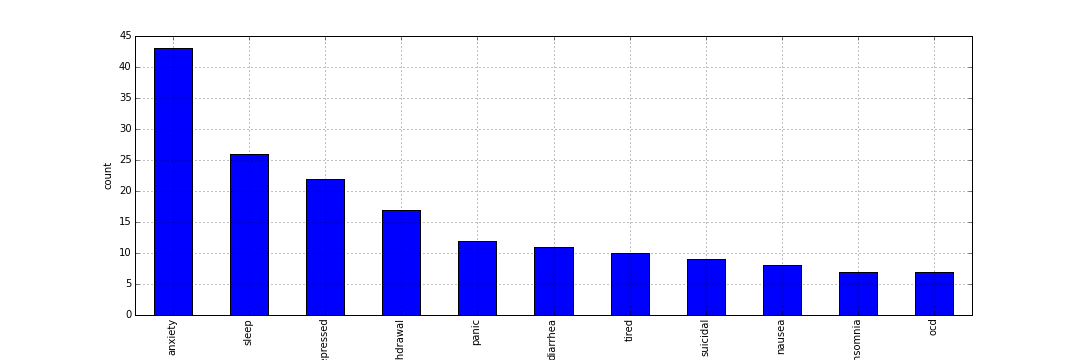 45
40
35
30
25
20
15
10
5
0
count
anxiety
sleep
epressed
hdrawal
panic
diarrhea
tired
suicidal
nausea
nsomnia
ocd